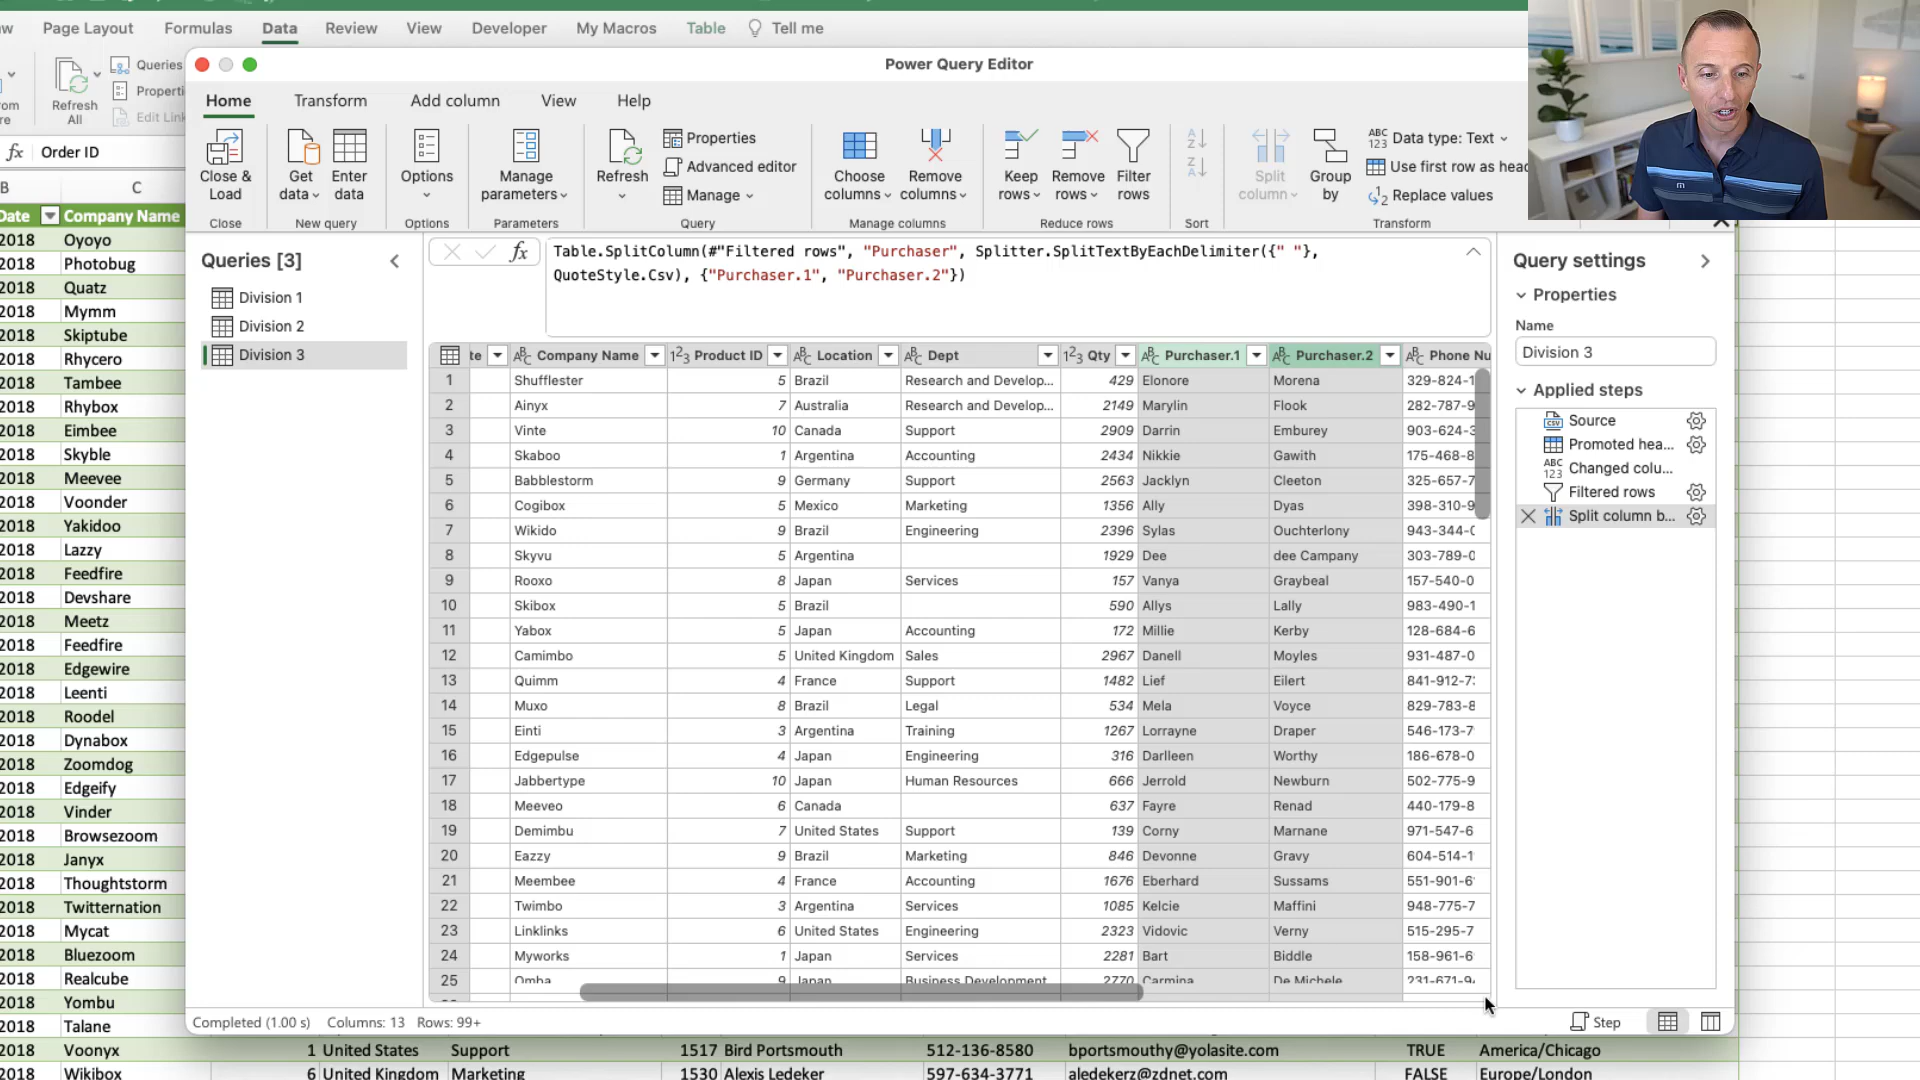 Page Layout Formulas Data Review View Developer My Macros Table Tell me
Queries
Properti
Refresh All
Edit Link
fx Order ID
B C
Date Company Name
2018 Oyoyo
2018 Photobug
2018 Quatz
2018 Mymm
2018 Skiptube
2018 Rhycero
2018 Tambee
2018 Rhybox
2018 Eimbee
2018 Skyble
2018 Meevee
2018 Voonder
2018 Yakidoo
2018 Lazzy
2018 Feedfire
2018 Devshare
2018 Meetz
2018 Feedfire
2018 Edgewire
2018 Leenti
2018 Roodel
2018 Dynabox
2018 Zoomdog
2018 Edgeify
2018 Vinder
2018 Browsezoom
2018 Janyx
2018 Thoughtstorm
2018 Twitternation
2018 Mycat
2018 Bluezoom
2018 Realcube
2018 Yombu
2018 Talane
2018 Voonyx 1 United States Support 1517 Bird Portsmouth 512-136-8580 bportsmouthy@yolasite.com TRUE America/Chicago
2018 Wikibox 6 United Kingdom Marketing 1530 Alexis Ledeker 597-634-3771 aledekerz@zdnet.com FALSE Europe/London
Power Query Editor
Home Transform Add column View Help
Close & Load
Close
Get data
Enter data
New query
Options
Options
Manage parameters
Parameters
Refresh
Properties
Advanced editor
Manage
Query
Choose columns
Remove columns
Manage columns
Keep rows
Remove rows
Filter rows
Reduce rows
Sort
Split column
Group by
Data type: Text
Use first row as head
Replace values
Transform
Queries [3]
Division 1
Division 2
Division 3
fx Table.SplitColumn(#"Filtered rows", "Purchaser", Splitter.SplitTextByEachDelimiter({" "},
QuoteStyle.Csv), {"Purchaser.1", "Purchaser.2"})
te Company Name Product ID Location Dept Qty Purchaser.1 Purchaser.2 Phone Nu
1 Shufflester 5 Brazil Research and Develop... 429 Elonore Morena 329-824-1
2 Ainyx 7 Australia Research and Develop... 2149 Marylin Flook 282-787-9
3 Vinte 10 Canada Support 2909 Darrin Emburey 903-624-3
4 Skaboo 1 Argentina Accounting 2434 Nikkie Gawith 175-468-8
5 Babblestorm 9 Germany Support 2563 Jacklyn Cleeton 325-657-7
6 Cogibox 5 Mexico Marketing 1356 Ally Dyas 398-310-9
7 Wikido 9 Brazil Engineering 2396 Sylas Ouchterlony 943-344-0
8 Skyvu 5 Argentina 1929 Dee dee Campany 303-789-0
9 Rooxo 8 Japan Services 157 Vanya Graybeal 157-540-0
10 Skibox 5 Brazil 590 Allys Lally 983-490-1
11 Yabox 5 Japan Accounting 172 Millie Kerby 128-684-6
12 Camimbo 5 United Kingdom Sales 2967 Danell Moyles 931-487-0
13 Quimm 4 France Support 1482 Lief Eilert 841-912-7
14 Muxo 8 Brazil Legal 534 Mela Voyce 829-783-8
15 Einti 3 Argentina Training 1267 Lorrayne Draper 546-173-7
16 Edgepulse 4 Japan Engineering 316 Darlleen Worthy 186-678-0
17 Jabbertype 10 Japan Human Resources 666 Jerrold Newburn 502-775-9
18 Meeveo 6 Canada 637 Fayre Renad 440-179-8
19 Demimbu 7 United States Support 139 Corny Marnane 971-547-6
20 Eazzy 9 Brazil Marketing 846 Devonne Gravy 604-514-1
21 Meembee 4 France Accounting 1676 Eberhard Sussams 551-901-6
22 Twimbo 3 Argentina Services 1085 Kelcie Maffini 948-775-7
23 Linklinks 6 United States Engineering 2323 Vidovic Verny 515-295-7
24 Myworks 1 Japan Services 2281 Bart Biddle 158-961-6
25 Omba 9 Japan Business Development 2770 Carmina De Michele 231-671-9
Query settings
Properties
Name
Division 3
Applied steps
Source
Promoted hea...
Changed colu...
Filtered rows
Split column b...
Completed (1.00 s) Columns: 13 Rows: 99+
Step